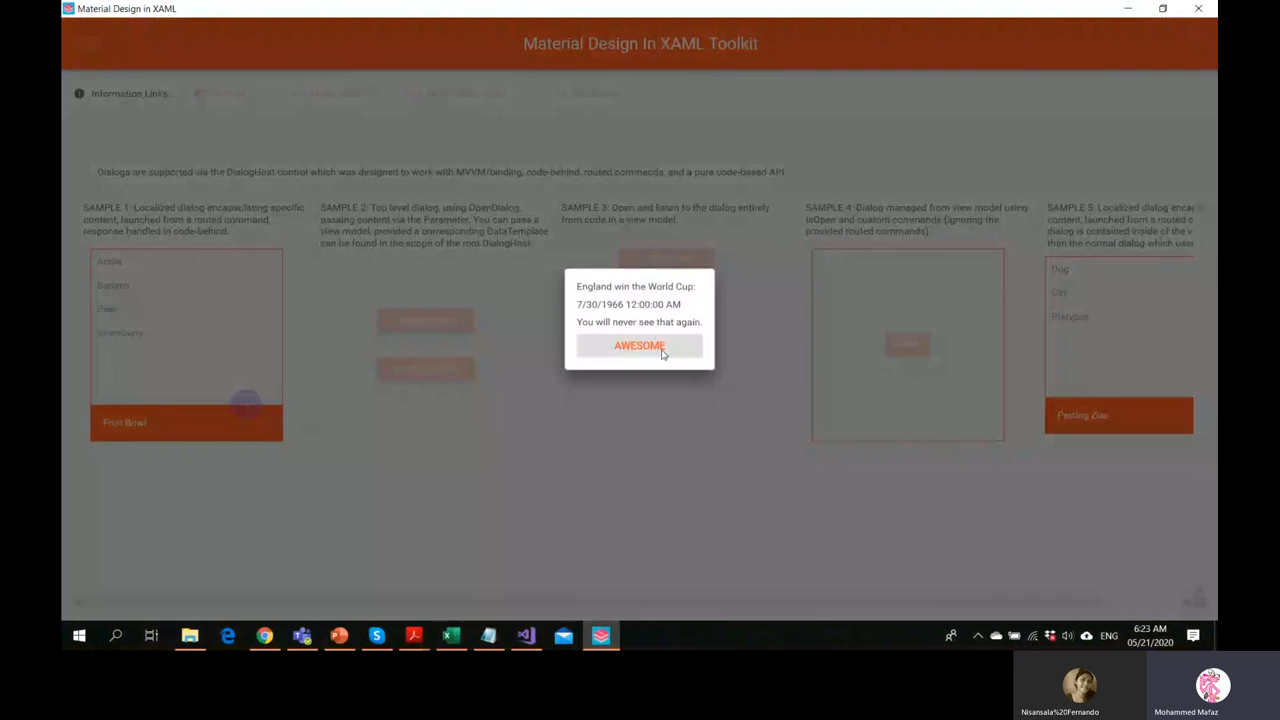 Material Design in XAML
Material Design In XAML Toolkit
Information Links:
Dialogs are supported via the DialogHost control which was designed to work with MVVM/binding, code-behind, routed commands, and a pure code-based API.
SAMPLE 1: Localized dialog encapsulating specific
content, launched from a routed command,
response handled in code-behind.
Apple
Banana
Pear
Strawberry
Fruit Bowl
SAMPLE 2: Top level dialog, using OpenDialog,
passing content via the Parameter. You can pass a
view model, provided a corresponding DataTemplate
can be found in the scope of the root DialogHost.
SAMPLE 3: Open and listen to the dialog entirely
from code in a view model.
England win the World Cup:
7/30/1966 12:00:00 AM
You will never see that again.
AWESOME
SAMPLE 4: Dialog managed from view model using
IsOpen and custom commands (ignoring the
provided routed commands).
SAMPLE 5: Localized dialog encap
content, launched from a routed c
dialog is contained inside of the v
than the normal dialog which used
Dog
Cat
Platypus
Petting Zoo
ENG
6:23 AM
05/21/2020
Nisansala%20Fernando
Mohammed Mafaz